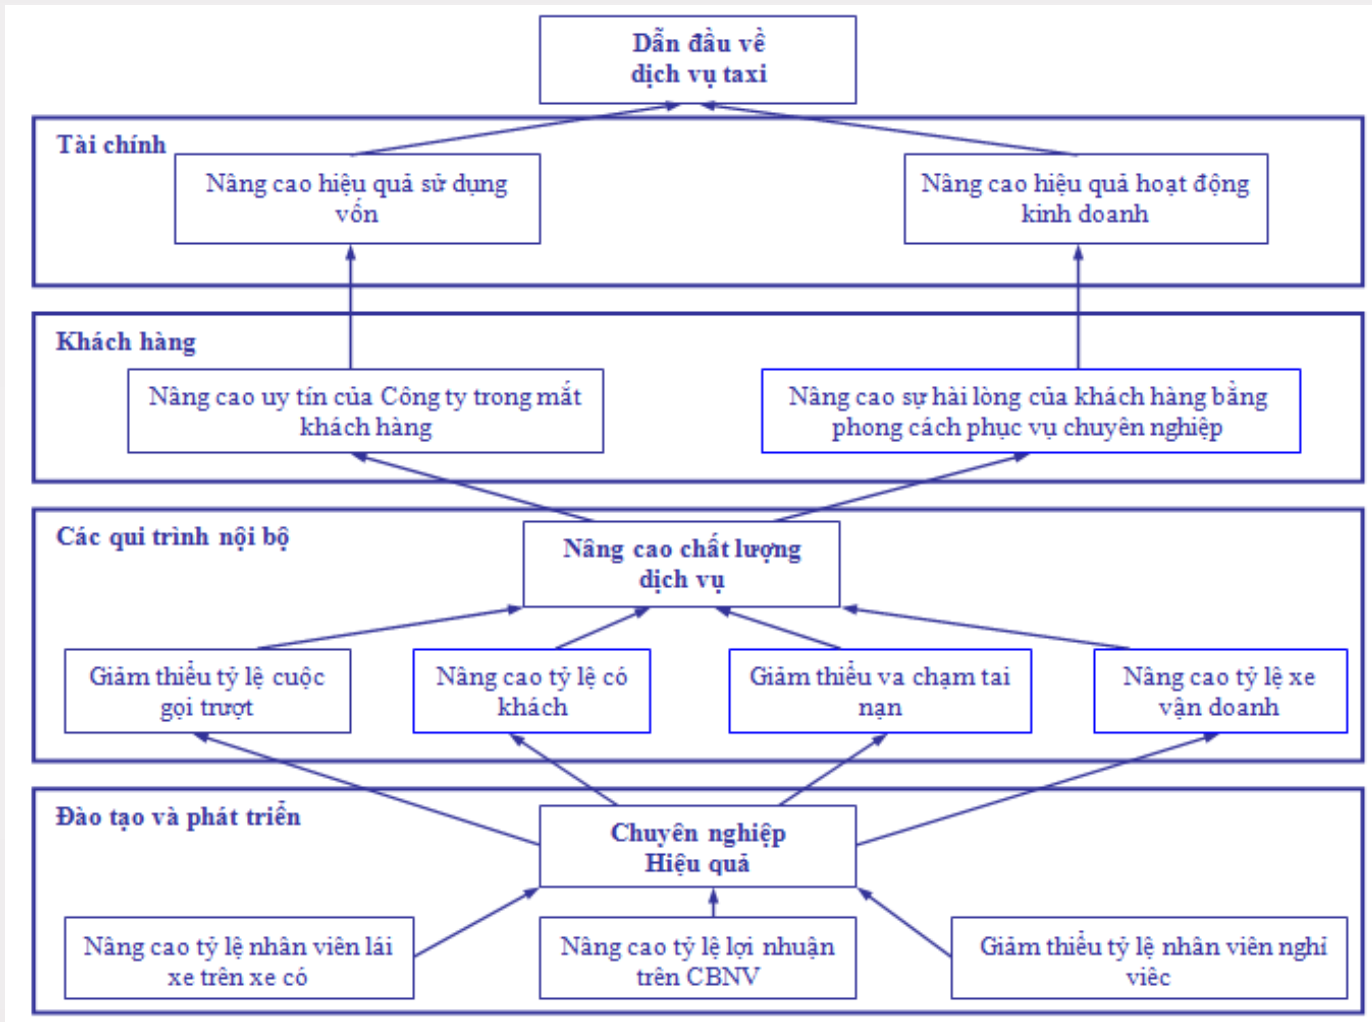 Dẫn đầu về
dịch vụ taxi
Tài chính
Nâng cao hiệu quả sử dụng
vốn
Nâng cao hiệu quả hoạt động
kinh doanh
Khách hàng
Nâng cao uy tín của Công ty trong mắt
khách hàng
Nâng cao sự hài lòng của khách hàng bằng
phong cách phục vụ chuyên nghiệp
Các qui trình nội bộ
Nâng cao chất lượng
dịch vụ
Giảm thiểu tỷ lệ cuộc
gọi trượt
Nâng cao tỷ lệ có
khách
Giảm thiểu va chạm tai
nạn
Nâng cao tỷ lệ xe
vận doanh
Đào tạo và phát triển
Chuyên nghiệp
Hiệu quả
Nâng cao tỷ lệ nhân viên lái
xe trên xe có
Nâng cao tỷ lệ lợi nhuận
trên CBNV
Giảm thiểu tỷ lệ nhân viên nghỉ
viêc